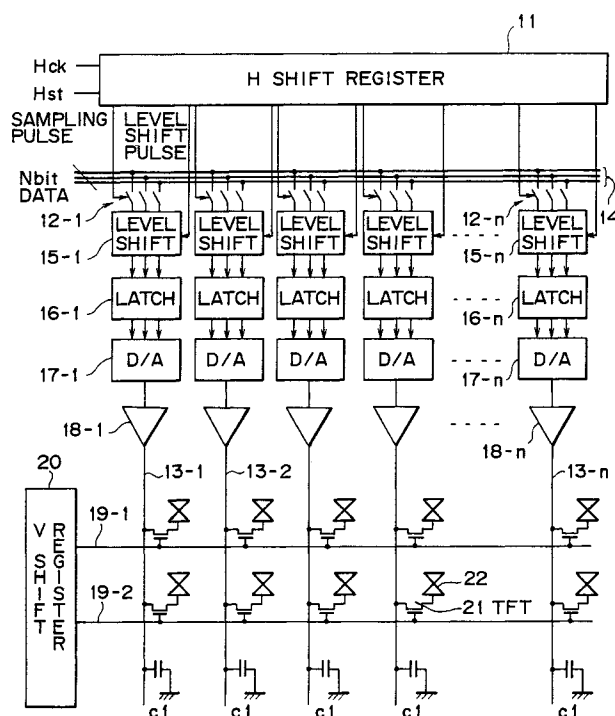 11
Hck
Hst
H SHIFT REGISTER
SAMPLING PULSE
LEVEL SHIFT PULSE
Nbit DATA
14
12-1
12-n
LEVEL SHIFT
LEVEL SHIFT
LEVEL SHIFT
LEVEL SHIFT
LEVEL SHIFT
15-1
15-n
LATCH
LATCH
LATCH
LATCH
LATCH
16-1
16-n
D/A
D/A
D/A
D/A
D/A
17-1
17-n
18-1
18-n
20
13-1
13-2
13-n
V SHIFT REGISTER
19-1
19-2
22
21 TFT
c1
c1
c1
c1
c1